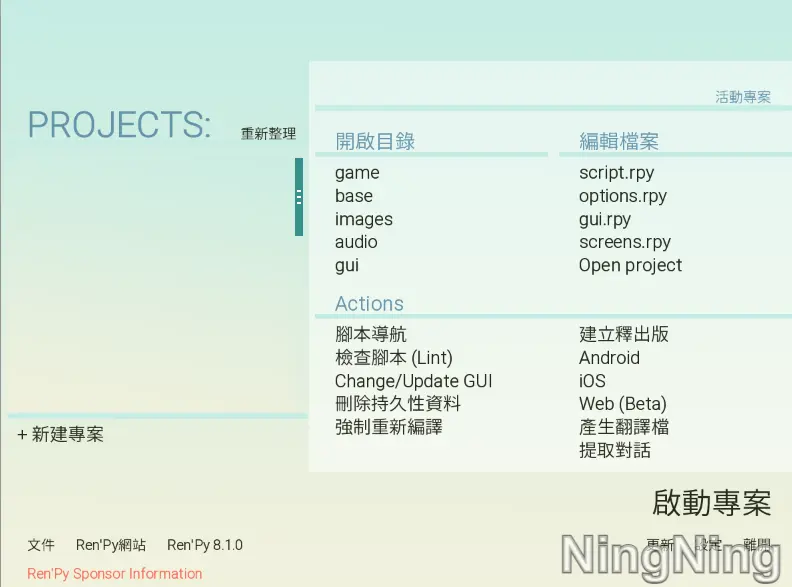 PROJECTS:
重新整理
+ 新建專案
活動專案
開啟目錄
game
base
images
audio
gui
編輯檔案
script.rpy
options.rpy
gui.rpy
screens.rpy
Open project
Actions
腳本導航
檢查腳本 (Lint)
Change/Update GUI
刪除持久性資料
強制重新編譯
建立釋出版
Android
iOS
Web (Beta)
產生翻譯檔
提取對話
啟動專案
文件 Ren'Py網站 Ren'Py 8.1.0
更新 設定 離開
Ren'Py Sponsor Information
NingNing